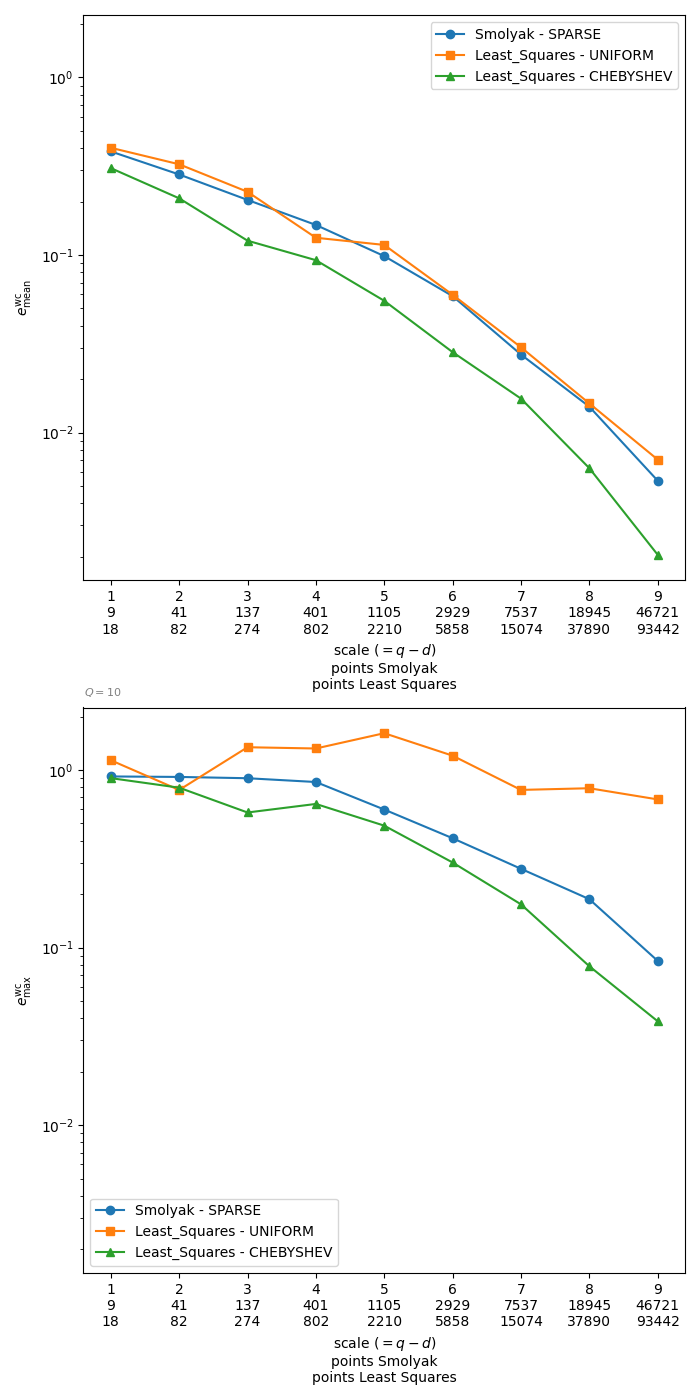 Smolyak - SPARSE
Least_Squares - UNIFORM
Least_Squares - CHEBYSHEV
10⁰
10⁻¹
10⁻²
e^wc_mean
1 2 3 4 5 6 7 8 9
9 41 137 401 1105 2929 7537 18945 46721
18 82 274 802 2210 5858 15074 37890 93442
scale (= q − d)
points Smolyak
points Least Squares
Q = 10
10⁰
10⁻¹
10⁻²
e^wc_max
Smolyak - SPARSE
Least_Squares - UNIFORM
Least_Squares - CHEBYSHEV
1 2 3 4 5 6 7 8 9
9 41 137 401 1105 2929 7537 18945 46721
18 82 274 802 2210 5858 15074 37890 93442
scale (= q − d)
points Smolyak
points Least Squares